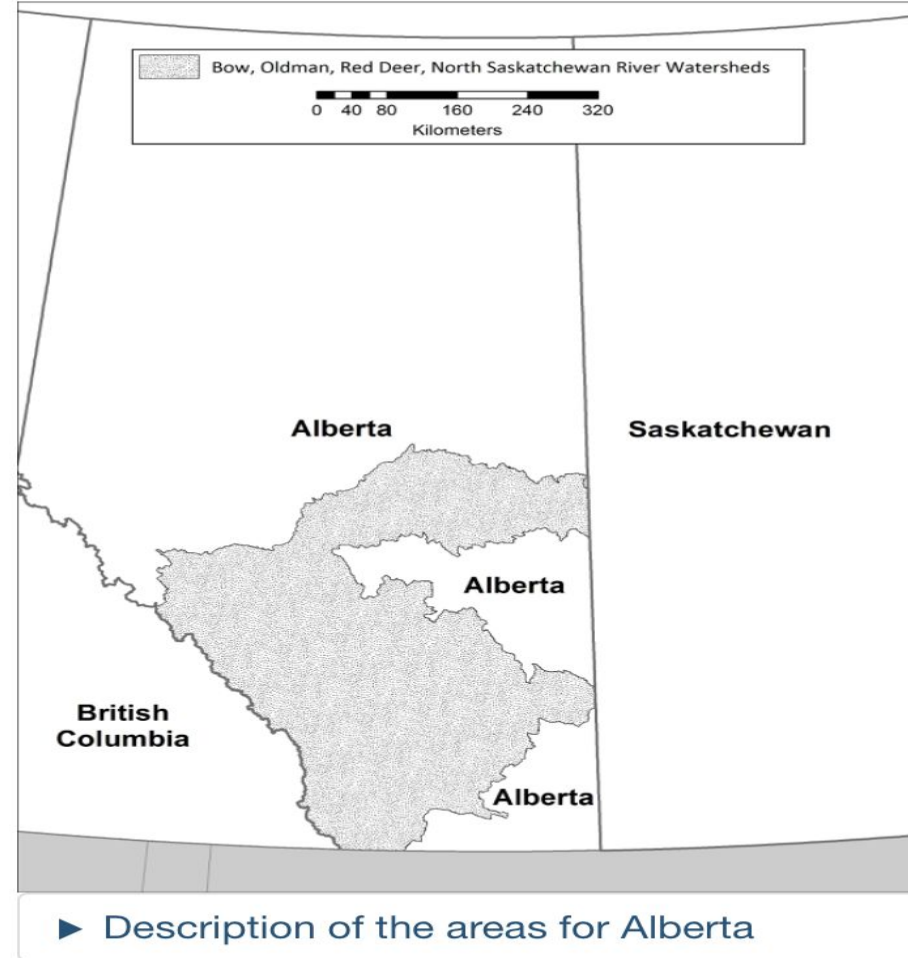 Bow, Oldman, Red Deer, North Saskatchewan River Watersheds
0 40 80 160 240 320
Kilometers
Alberta
Saskatchewan
Alberta
British
Columbia
Alberta
► Description of the areas for Alberta